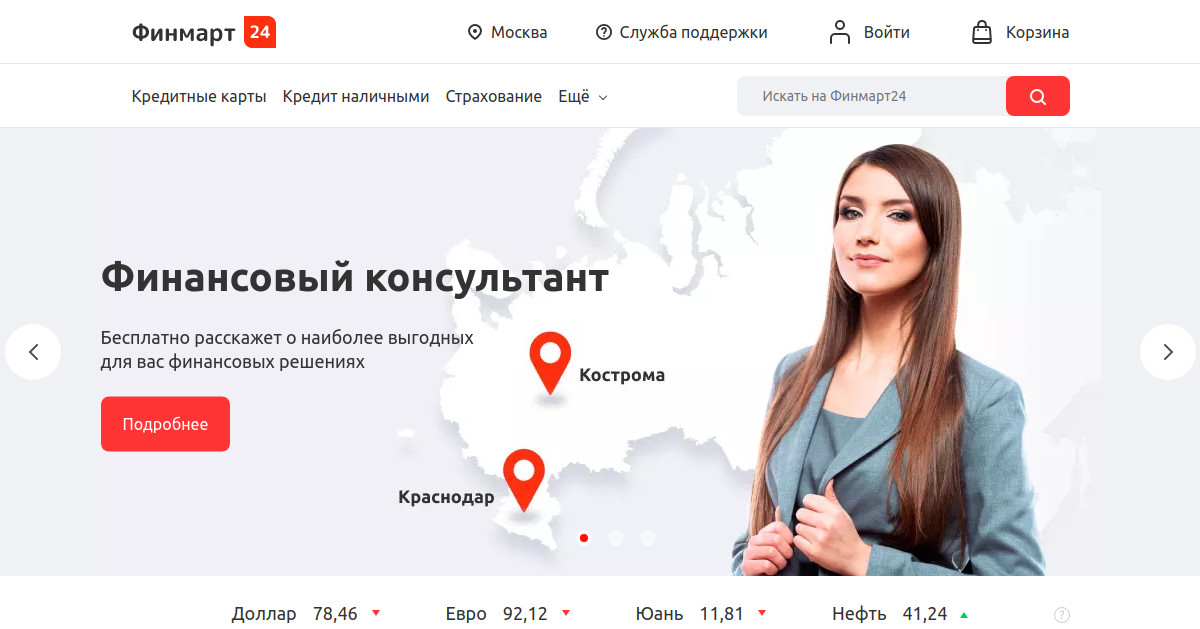 Финмарт 24
Москва
Служба поддержки
Войти
Корзина
Кредитные карты
Кредит наличными
Страхование
Ещё
Искать на Финмарт24
Финансовый консультант
Бесплатно расскажет о наиболее выгодных
для вас финансовых решениях
Подробнее
Кострома
Краснодар
Доллар 78,46
Евро 92,12
Юань 11,81
Нефть 41,24
?